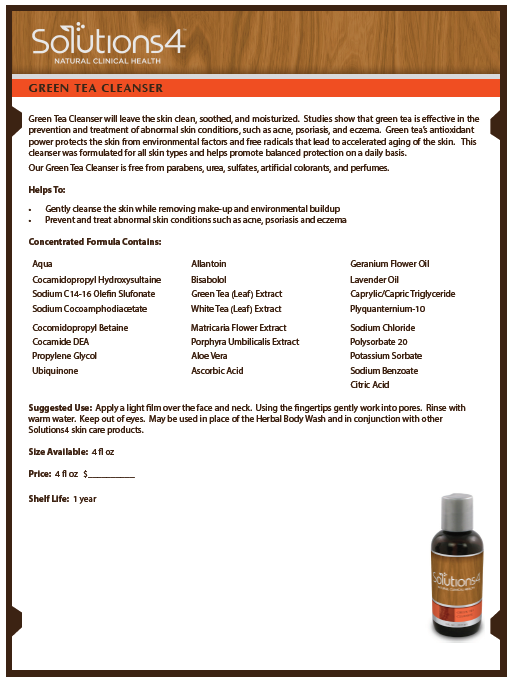 Solutions4
NATURAL CLINICAL HEALTH
GREEN TEA CLEANSER
Green Tea Cleanser will leave the skin clean, soothed, and moisturized. Studies show that green tea is effective in the
prevention and treatment of abnormal skin conditions, such as acne, psoriasis, and eczema. Green tea's antioxidant
power protects the skin from environmental factors and free radicals that lead to accelerated aging of the skin. This
cleanser was formulated for all skin types and helps promote balanced protection on a daily basis.
Our Green Tea Cleanser is free from parabens, urea, sulfates, artificial colorants, and perfumes.
Helps To:
• Gently cleanse the skin while removing make-up and environmental buildup
• Prevent and treat abnormal skin conditions such as acne, psoriasis and eczema
Concentrated Formula Contains:
Aqua Allantoin Geranium Flower Oil
Cocamidopropyl Hydroxysultaine Bisabolol Lavender Oil
Sodium C14-16 Olefin Slufonate Green Tea (Leaf) Extract Caprylic/Capric Triglyceride
Sodium Cocoamphodiacetate White Tea (Leaf) Extract Plyquanternium-10
Cocomidopropyl Betaine Matricaria Flower Extract Sodium Chloride
Cocamide DEA Porphyra Umbilicalis Extract Polysorbate 20
Propylene Glycol Aloe Vera Potassium Sorbate
Ubiquinone Ascorbic Acid Sodium Benzoate
Citric Acid
Suggested Use: Apply a light film over the face and neck. Using the fingertips gently work into pores. Rinse with
warm water. Keep out of eyes. May be used in place of the Herbal Body Wash and in conjunction with other
Solutions4 skin care products.
Size Available: 4 fl oz
Price: 4 fl oz $__________
Shelf Life: 1 year
Solutions4
NATURAL CLINICAL HEALTH